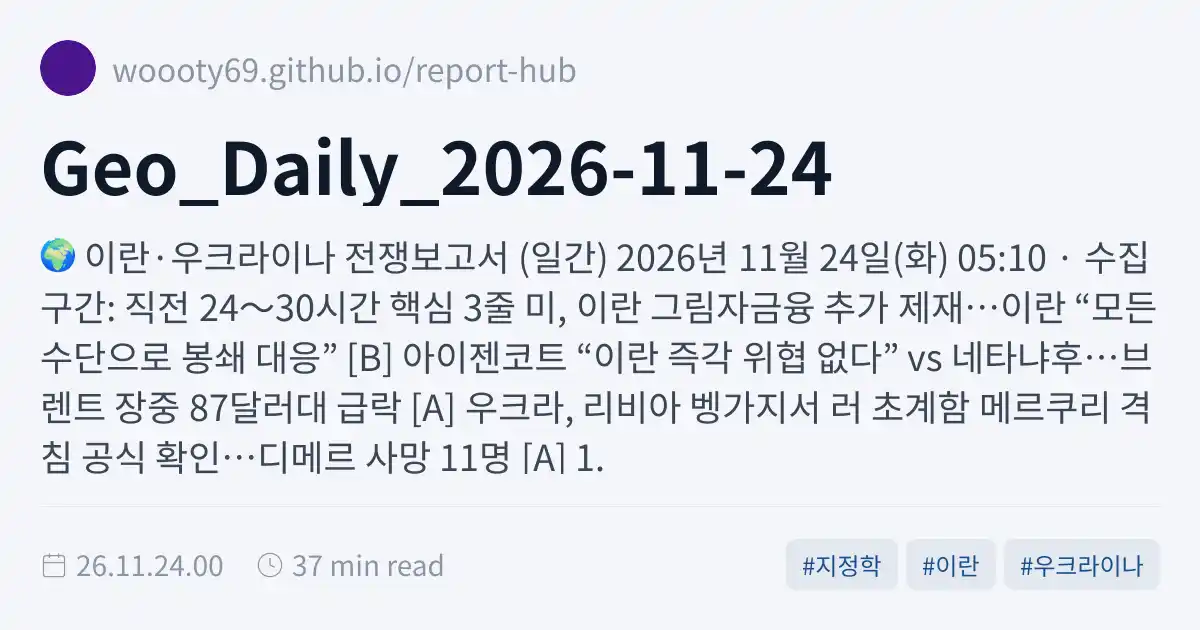 woooty69.github.io/report-hub
Geo_Daily_2026-11-24
🌍 이란·우크라이나 전쟁보고서 (일간) 2026년 11월 24일(화) 05:10 · 수집
구간: 직전 24～30시간 핵심 3줄 미, 이란 그림자금융 추가 제재…이란 “모든
수단으로 봉쇄 대응” [B] 아이젠코트 “이란 즉각 위협 없다” vs 네타냐후…브
렌트 장중 87달러대 급락 [A] 우크라, 리비아 벵가지서 러 초계함 메르쿠리 격
침 공식 확인…디메르 사망 11명 [A] 1.
26.11.24.00 37 min read #지정학 #이란 #우크라이나